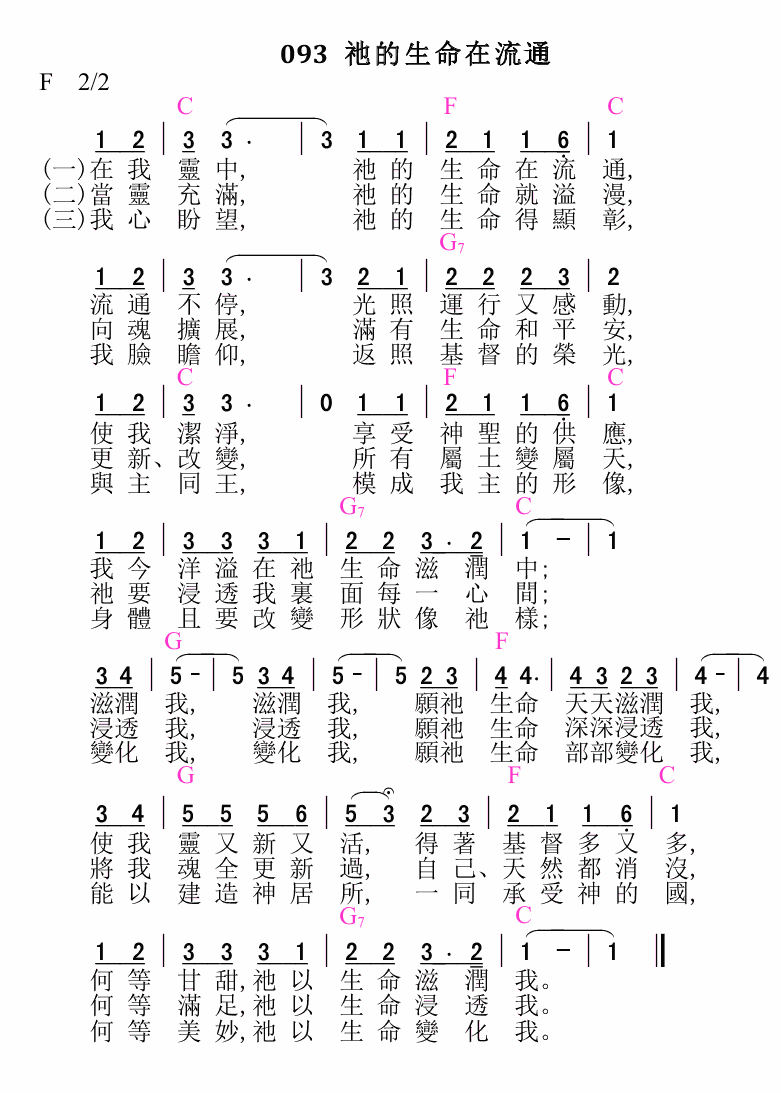 093 祂的生命在流通
F 2/2
C F C
1 2 | 3 3 · | 3 1 1 | 2 1 1 6 | 1
(一)在我 靈中, 祂的 生命在流 通,
(二)當靈 充滿, 祂的 生命就溢 漫,
(三)我心 盼望, 祂的 生命得顯 彰,
G7
1 2 | 3 3 · | 3 2 1 | 2 2 2 3 | 2
流通 不停, 光照 運行又感 動,
向魂 擴展, 滿有 生命和平 安,
我臉 瞻仰, 返照 基督的榮 光,
C F C
1 2 | 3 3 · | 0 1 1 | 2 1 1 6 | 1
使我 潔淨, 享受 神聖的供 應,
更新、改變, 所有 屬土變屬 天,
與主 同王, 模成 我主的形 像,
G7 C
1 2 | 3 3 3 1 | 2 2 3 · 2 | 1 – | 1
我今 洋溢在祂 生命滋潤 中;
祂要 浸透我裏 面每一心 間;
身體 且要改變 形狀像祂 樣;
G F
3 4 | 5 – | 5 3 4 | 5 – | 5 2 3 | 4 4· | 4 3 2 3 | 4 – | 4
滋潤 我, 滋潤 我, 願祂 生命 天天滋潤 我,
浸透 我, 浸透 我, 願祂 生命 深深浸透 我,
變化 我, 變化 我, 願祂 生命 部部變化 我,
G F C
3 4 | 5 5 5 6 | 5 3 2 3 | 2 1 1 6 | 1
使我 靈又新又 活, 得著 基督多又 多,
將我 魂全更新 過, 自己、天然都消 沒,
能以 建造神居 所, 一同 承受神的 國,
G7 C
1 2 | 3 3 3 1 | 2 2 3 · 2 | 1 – | 1
何等 甘甜,祂以 生命滋潤 我。
何等 滿足,祂以 生命浸透 我。
何等 美妙,祂以 生命變化 我。